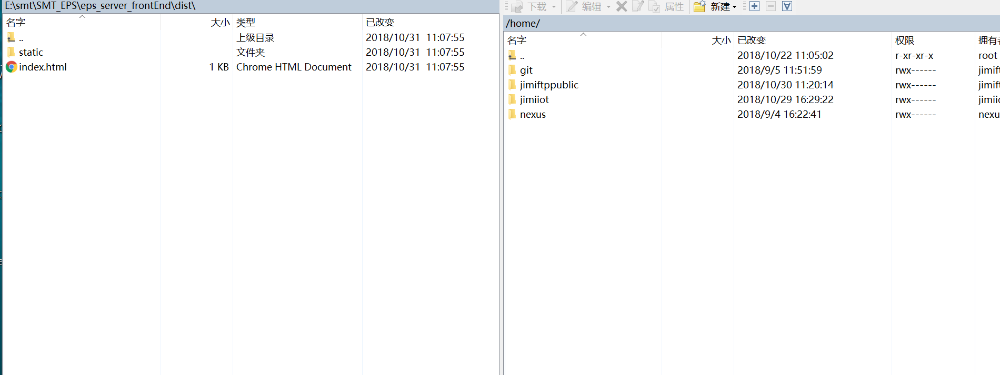 E:\smt\SMT_EPS\eps_server_frontEnd\dist\
名字 大小 类型 已改变
.. 上级目录 2018/10/31 11:07:55
static 文件夹 2018/10/31 11:07:55
index.html 1 KB Chrome HTML Document 2018/10/31 11:07:55
下载 编辑 属性 新建
/home/
名字 大小 已改变 权限 拥有
.. 2018/10/22 11:05:02 r-xr-xr-x root
git 2018/9/5 11:51:59 rwx------ jimif
jimiftppublic 2018/10/30 11:20:14 rwx------ jimif
jimiiot 2018/10/29 16:29:22 rwx------ jimii
nexus 2018/9/4 16:22:41 rwx------ nexu